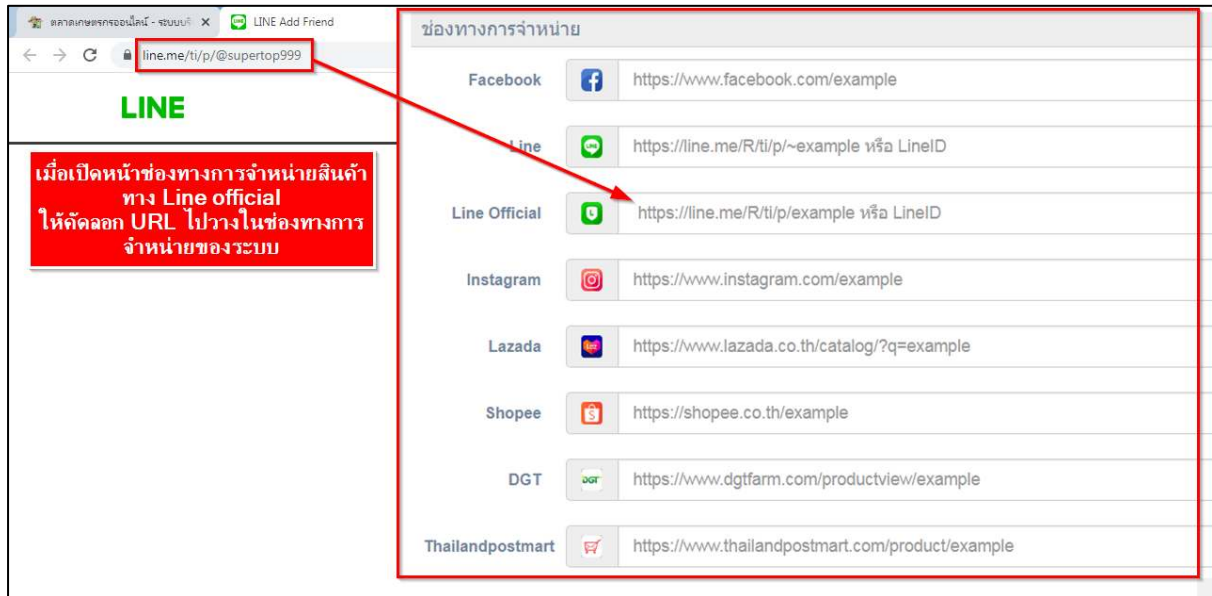 ตลาดเกษตรกรออนไลน์ - ระบบบริ
LINE Add Friend
line.me/ti/p/@supertop999
LINE
เมื่อเปิดหน้าช่องทางการจำหน่ายสินค้า
ทาง Line official
ให้คัดลอก URL ไปวางในช่องทางการ
จำหน่ายของระบบ
ช่องทางการจำหน่าย
Facebook https://www.facebook.com/example
Line https://line.me/R/ti/p/~example หรือ LineID
Line Official https://line.me/R/ti/p/example หรือ LineID
Instagram https://www.instagram.com/example
Lazada https://www.lazada.co.th/catalog/?q=example
Shopee https://shopee.co.th/example
DGT DGT https://www.dgtfarm.com/productview/example
Thailandpostmart https://www.thailandpostmart.com/product/example